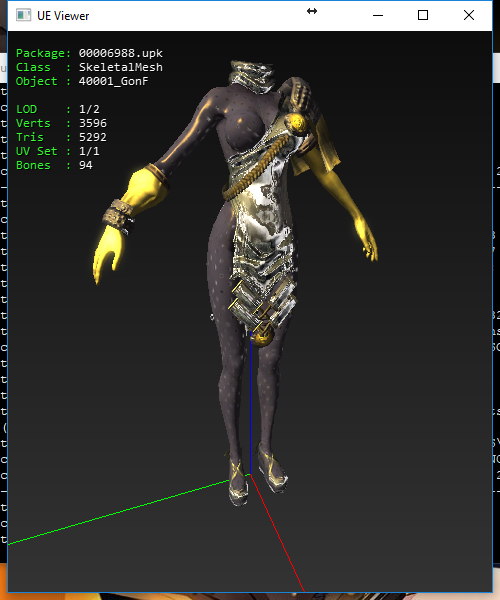 UE Viewer
Package: 00006988.upk
Class : SkeletalMesh
Object : 40001_GonF
LOD : 1/2
Verts : 3596
Tris : 5292
UV Set : 1/1
Bones : 94